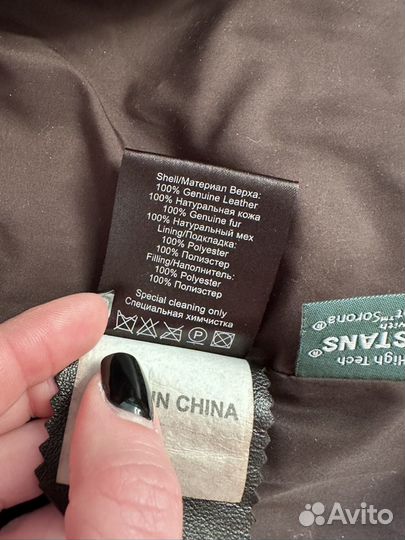 Shell/Материал Верха:
100% Genuine Leather
100% Натуральная кожа
100% Genuine fur
100% Натуральный мех
Lining/Подкладка:
100% Polyester
100% Полиэстер
Filling/Наполнитель:
100% Polyester
100% Полиэстер
Special cleaning only
Специальная химчистка
P
IN CHINA
High Tech
STANS®
with
Sorona®
Avito